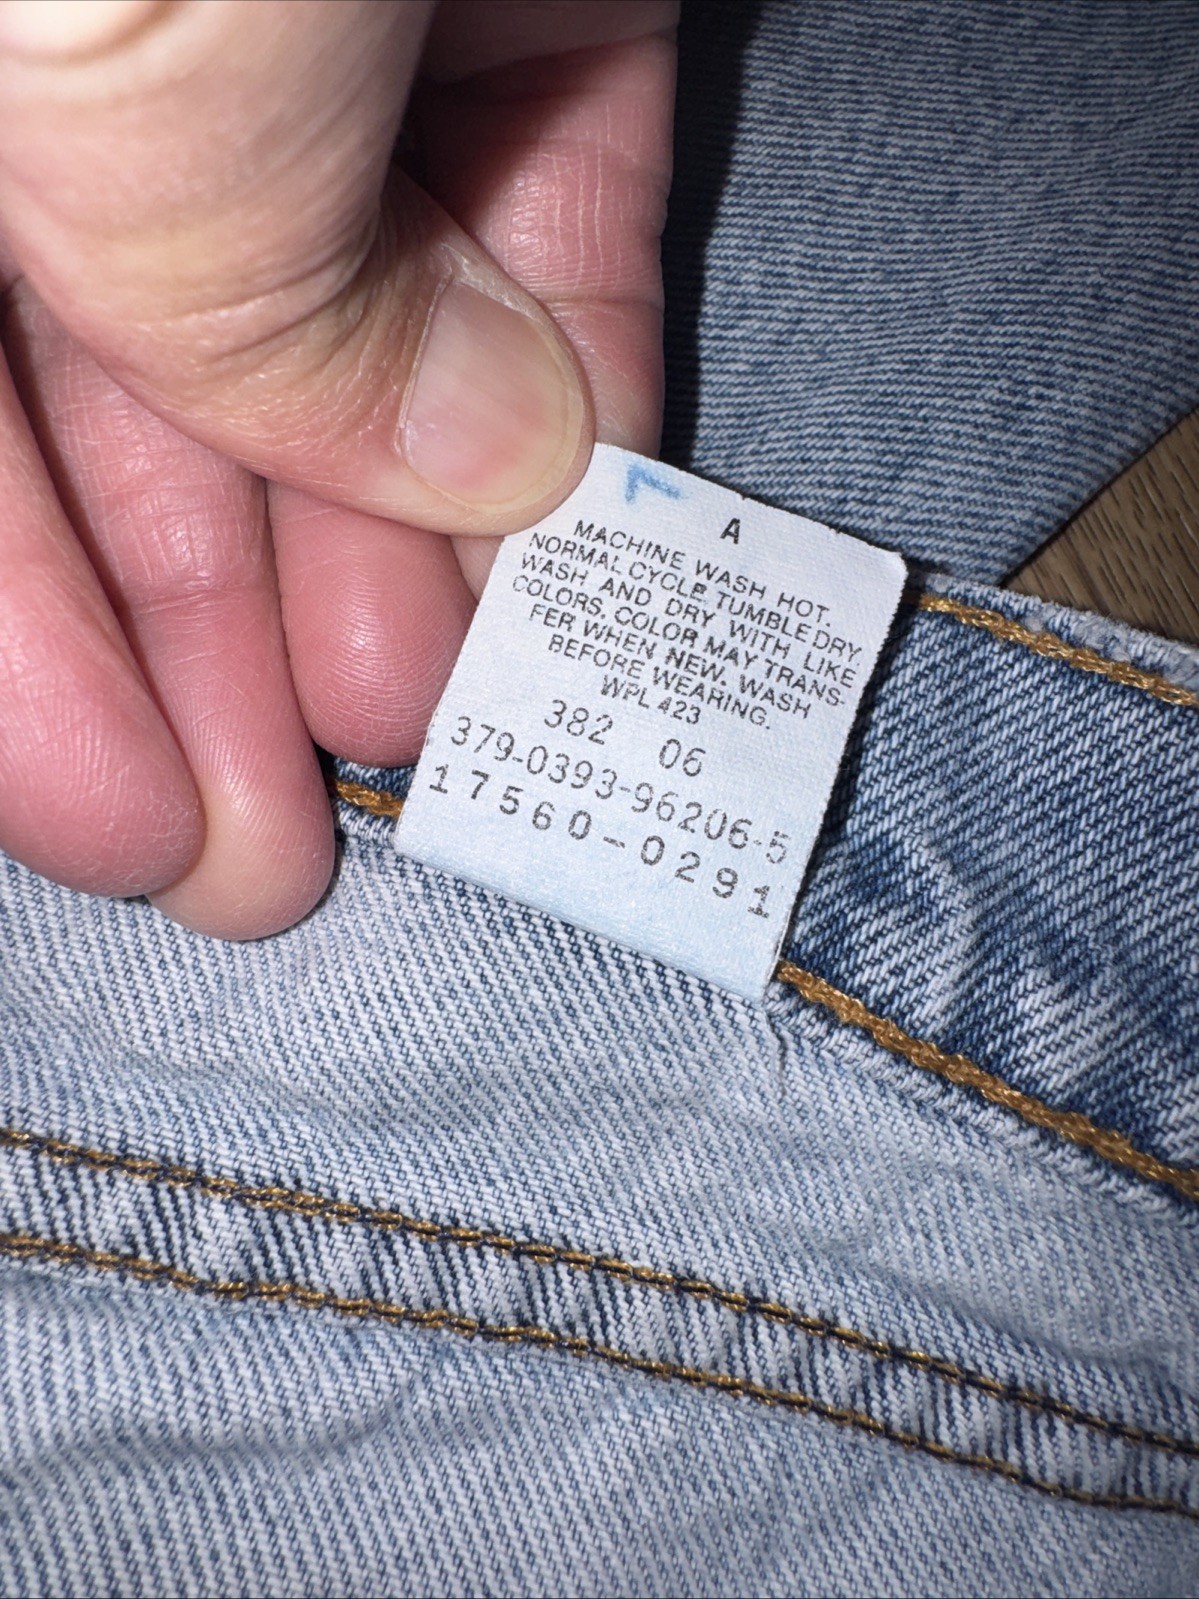 A
MACHINE WASH HOT.
NORMAL CYCLE, TUMBLE DRY.
WASH AND DRY WITH LIKE
COLORS. COLOR MAY TRANS-
FER WHEN NEW. WASH
BEFORE WEARING.
WPL 423
382 06
379-0393-96206-5
17560-0291